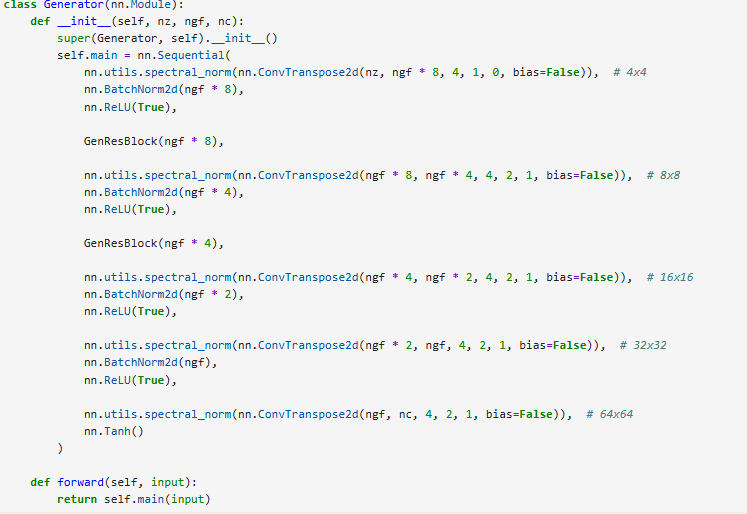 class Generator(nn.Module):
    def __init__(self, nz, ngf, nc):
        super(Generator, self).__init__()
        self.main = nn.Sequential(
            nn.utils.spectral_norm(nn.ConvTranspose2d(nz, ngf * 8, 4, 1, 0, bias=False)),  # 4x4
            nn.BatchNorm2d(ngf * 8),
            nn.ReLU(True),

            GenResBlock(ngf * 8),

            nn.utils.spectral_norm(nn.ConvTranspose2d(ngf * 8, ngf * 4, 4, 2, 1, bias=False)),  # 8x8
            nn.BatchNorm2d(ngf * 4),
            nn.ReLU(True),

            GenResBlock(ngf * 4),

            nn.utils.spectral_norm(nn.ConvTranspose2d(ngf * 4, ngf * 2, 4, 2, 1, bias=False)),  # 16x16
            nn.BatchNorm2d(ngf * 2),
            nn.ReLU(True),

            nn.utils.spectral_norm(nn.ConvTranspose2d(ngf * 2, ngf, 4, 2, 1, bias=False)),  # 32x32
            nn.BatchNorm2d(ngf),
            nn.ReLU(True),

            nn.utils.spectral_norm(nn.ConvTranspose2d(ngf, nc, 4, 2, 1, bias=False)),  # 64x64
            nn.Tanh()
        )

    def forward(self, input):
        return self.main(input)